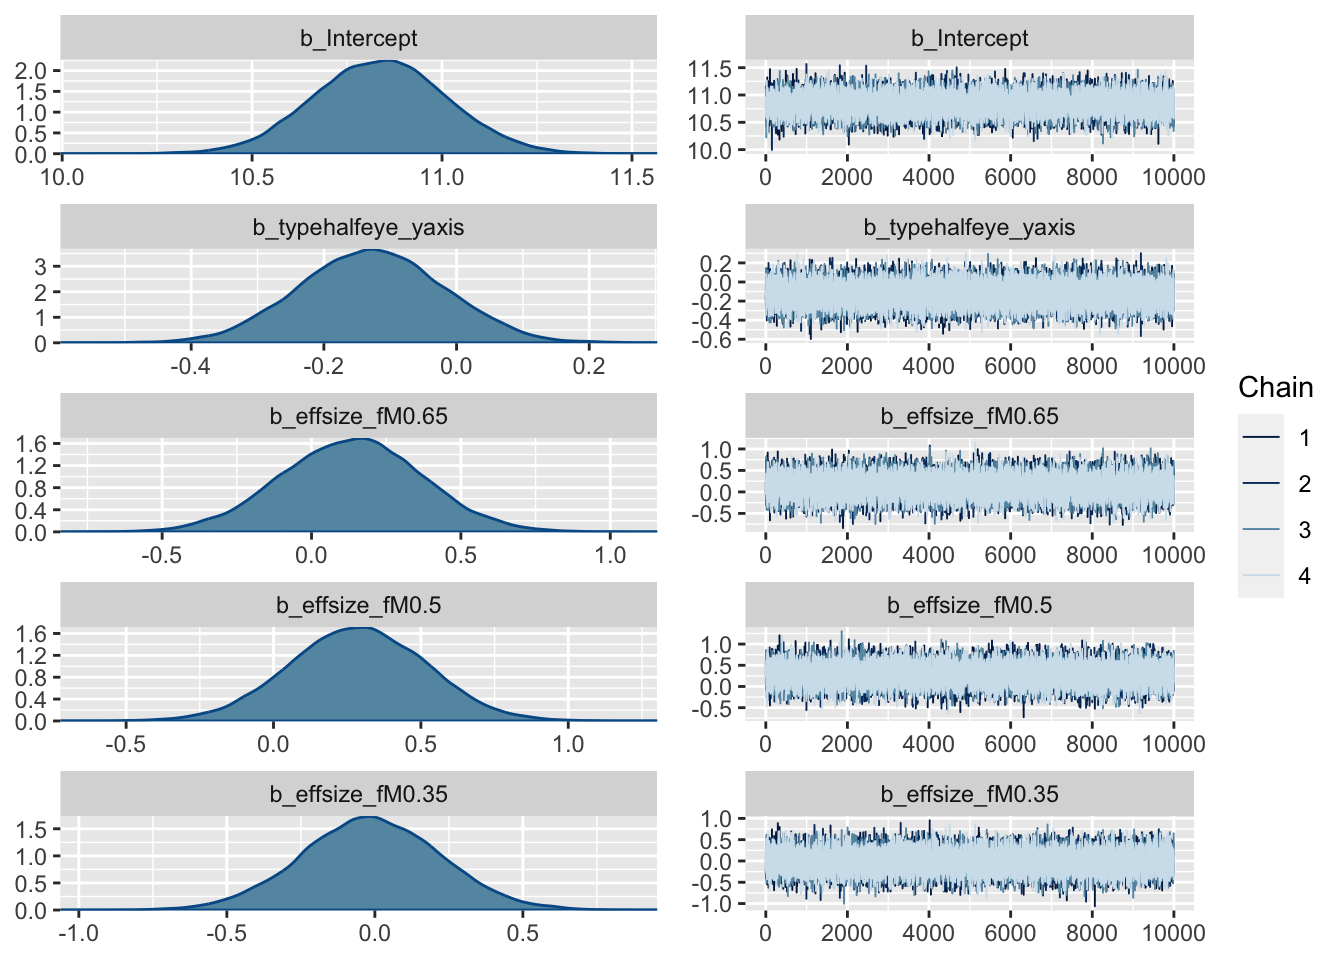 b_Intercept
2.0
1.5
1.0
0.5
0.0
10.0 10.5 11.0 11.5
b_Intercept
11.5
11.0
10.5
10.0
0 2000 4000 6000 8000 10000
b_typehalfeye_yaxis
3
2
1
0
-0.4 -0.2 0.0 0.2
b_typehalfeye_yaxis
0.2
0.0
-0.2
-0.4
-0.6
0 2000 4000 6000 8000 10000
b_effsize_fM0.65
1.6
1.2
0.8
0.4
0.0
-0.5 0.0 0.5 1.0
b_effsize_fM0.65
1.0
0.5
0.0
-0.5
0 2000 4000 6000 8000 10000
b_effsize_fM0.5
1.6
1.2
0.8
0.4
0.0
-0.5 0.0 0.5 1.0
b_effsize_fM0.5
1.0
0.5
0.0
-0.5
0 2000 4000 6000 8000 10000
b_effsize_fM0.35
1.5
1.0
0.5
0.0
-1.0 -0.5 0.0 0.5
b_effsize_fM0.35
1.0
0.5
0.0
-0.5
-1.0
0 2000 4000 6000 8000 10000
Chain
1
2
3
4